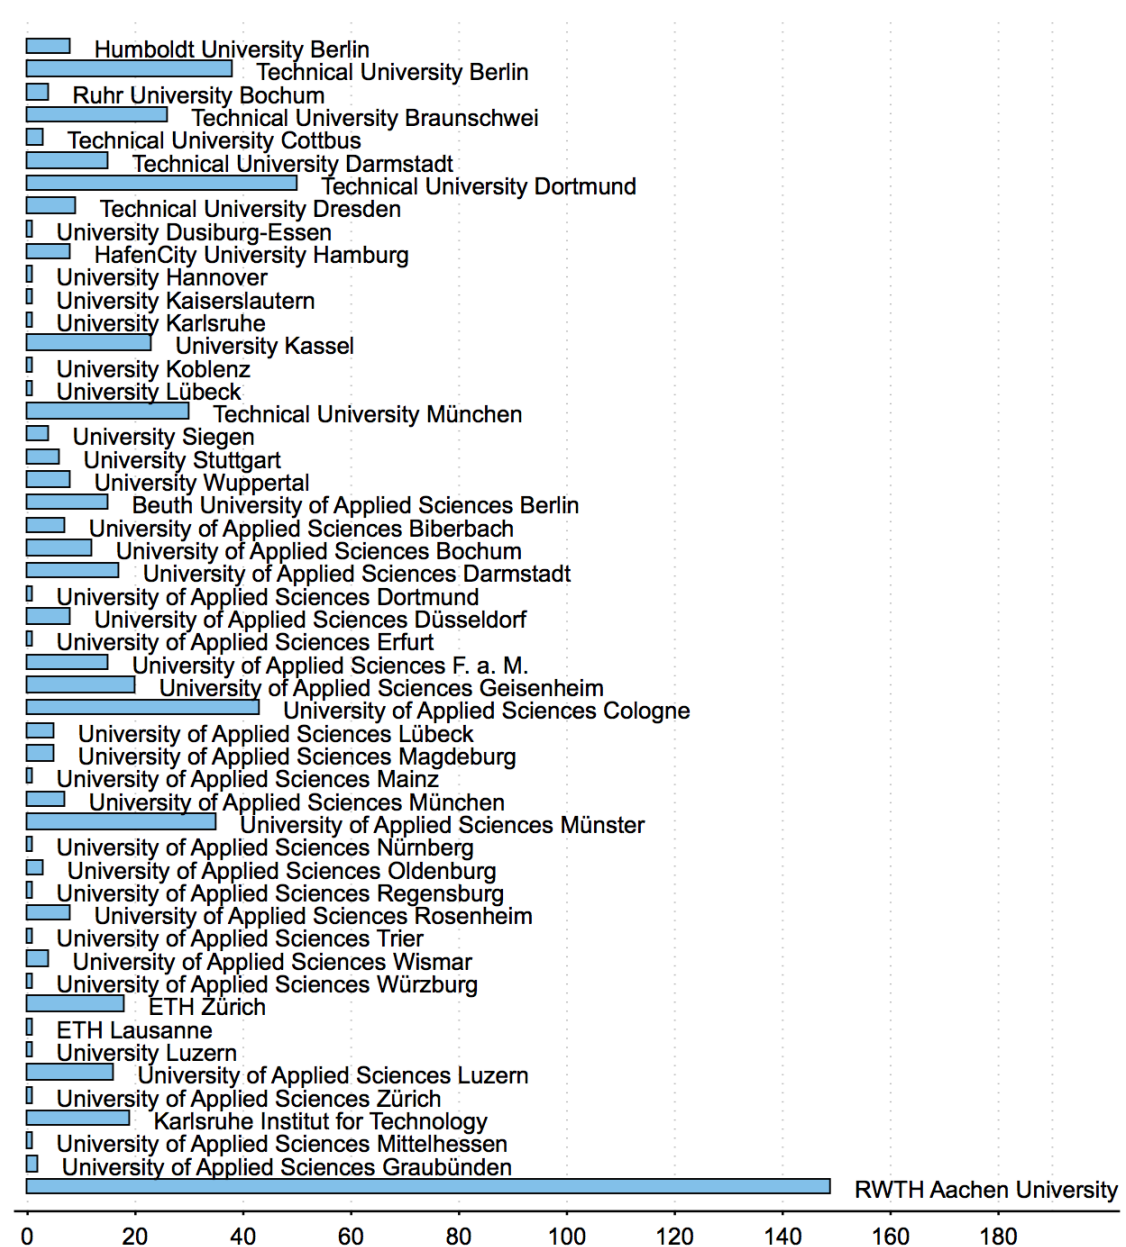 Humboldt University Berlin
Technical University Berlin
Ruhr University Bochum
Technical University Braunschwei
Technical University Cottbus
Technical University Darmstadt
Technical University Dortmund
Technical University Dresden
University Dusiburg-Essen
HafenCity University Hamburg
University Hannover
University Kaiserslautern
University Karlsruhe
University Kassel
University Koblenz
University Lübeck
Technical University München
University Siegen
University Stuttgart
University Wuppertal
Beuth University of Applied Sciences Berlin
University of Applied Sciences Biberbach
University of Applied Sciences Bochum
University of Applied Sciences Darmstadt
University of Applied Sciences Dortmund
University of Applied Sciences Düsseldorf
University of Applied Sciences Erfurt
University of Applied Sciences F. a. M.
University of Applied Sciences Geisenheim
University of Applied Sciences Cologne
University of Applied Sciences Lübeck
University of Applied Sciences Magdeburg
University of Applied Sciences Mainz
University of Applied Sciences München
University of Applied Sciences Münster
University of Applied Sciences Nürnberg
University of Applied Sciences Oldenburg
University of Applied Sciences Regensburg
University of Applied Sciences Rosenheim
University of Applied Sciences Trier
University of Applied Sciences Wismar
University of Applied Sciences Würzburg
ETH Zürich
ETH Lausanne
University Luzern
University of Applied Sciences Luzern
University of Applied Sciences Zürich
Karlsruhe Institut for Technology
University of Applied Sciences Mittelhessen
University of Applied Sciences Graubünden
RWTH Aachen University
0 20 40 60 80 100 120 140 160 180